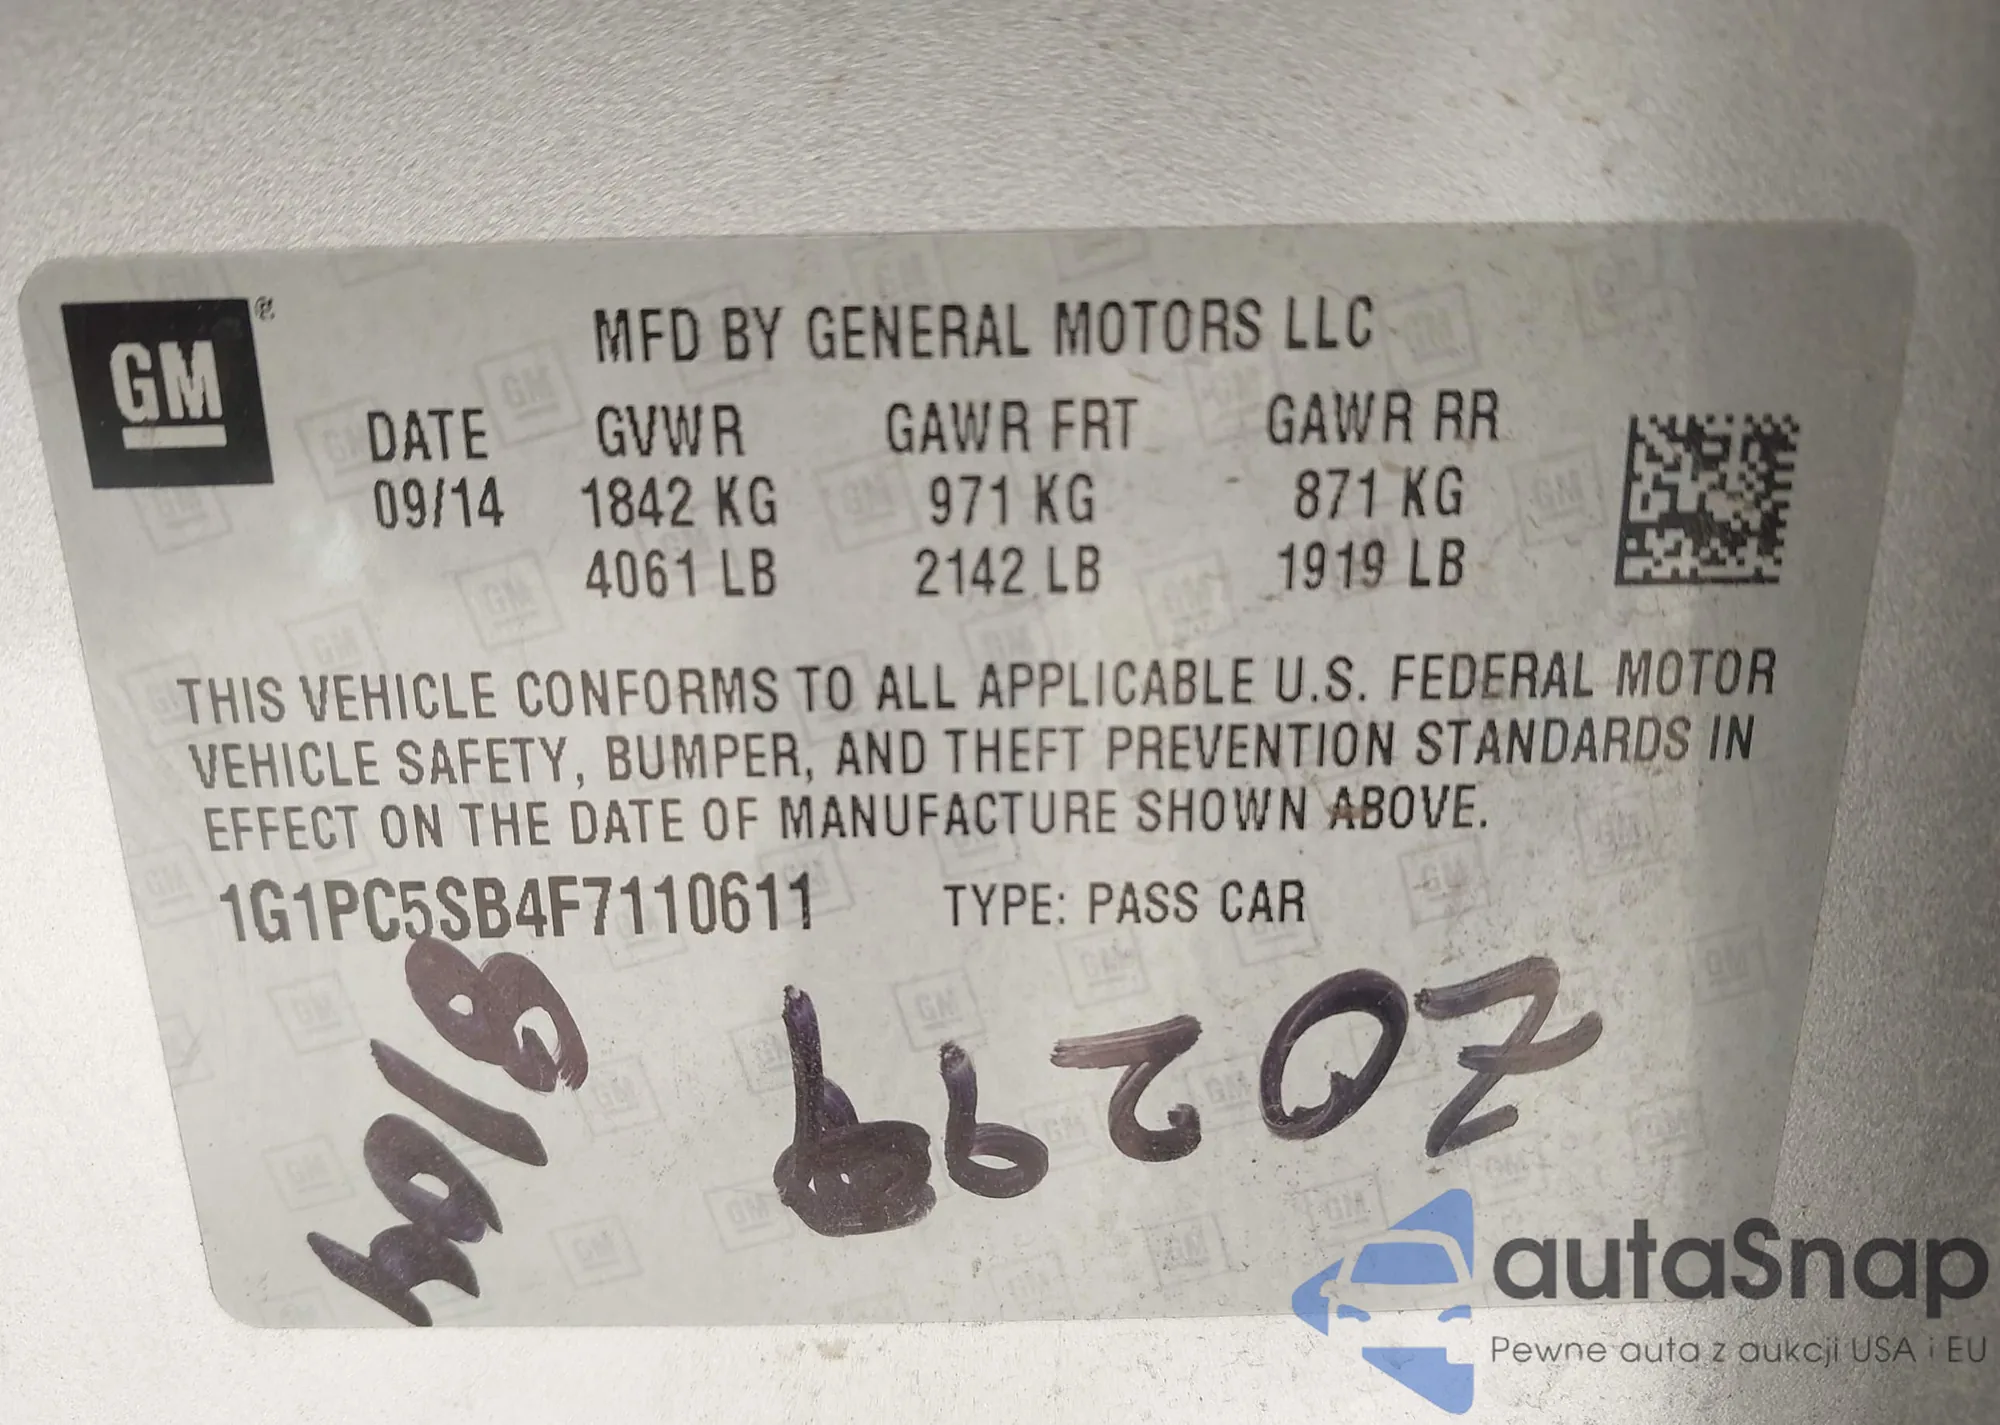 GM®
MFD BY GENERAL MOTORS LLC
DATE GVWR GAWR FRT GAWR RR
09/14 1842 KG 971 KG 871 KG
4061 LB 2142 LB 1919 LB
THIS VEHICLE CONFORMS TO ALL APPLICABLE U.S. FEDERAL MOTOR
VEHICLE SAFETY, BUMPER, AND THEFT PREVENTION STANDARDS IN
EFFECT ON THE DATE OF MANUFACTURE SHOWN ABOVE.
1G1PC5SB4F7110611 TYPE: PASS CAR
autaSnap
Pewne auta z aukcji USA i EU